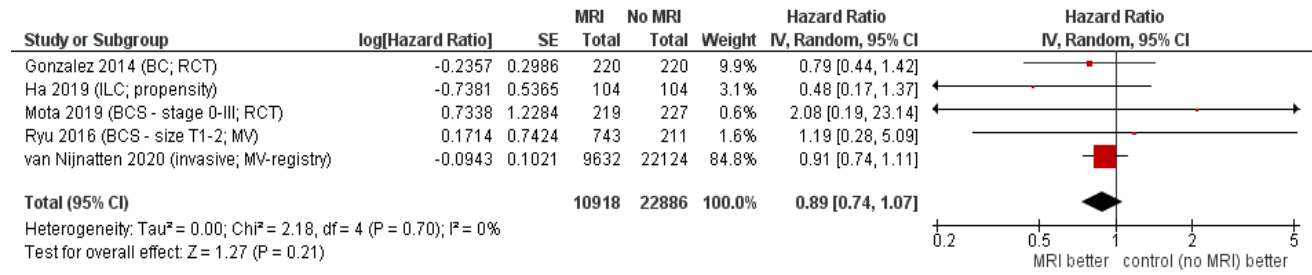 MRI No MRI Hazard Ratio Hazard Ratio
Study or Subgroup log[Hazard Ratio] SE Total Total Weight IV, Random, 95% CI IV, Random, 95% CI
Gonzalez 2014 (BC; RCT) -0.2357 0.2986 220 220 9.9% 0.79 [0.44, 1.42]
Ha 2019 (ILC; propensity) -0.7381 0.5365 104 104 3.1% 0.48 [0.17, 1.37]
Mota 2019 (BCS - stage 0-III; RCT) 0.7338 1.2284 219 227 0.6% 2.08 [0.19, 23.14]
Ryu 2016 (BCS - size T1-2; MV) 0.1714 0.7424 743 211 1.6% 1.19 [0.28, 5.09]
van Nijnatten 2020 (invasive; MV-registry) -0.0943 0.1021 9632 22124 84.8% 0.91 [0.74, 1.11]
Total (95% CI) 10918 22886 100.0% 0.89 [0.74, 1.07]
Heterogeneity: Tau² = 0.00; Chi² = 2.18, df = 4 (P = 0.70); I² = 0%
Test for overall effect: Z = 1.27 (P = 0.21)
0.2 0.5 1 2 5
MRI better control (no MRI) better